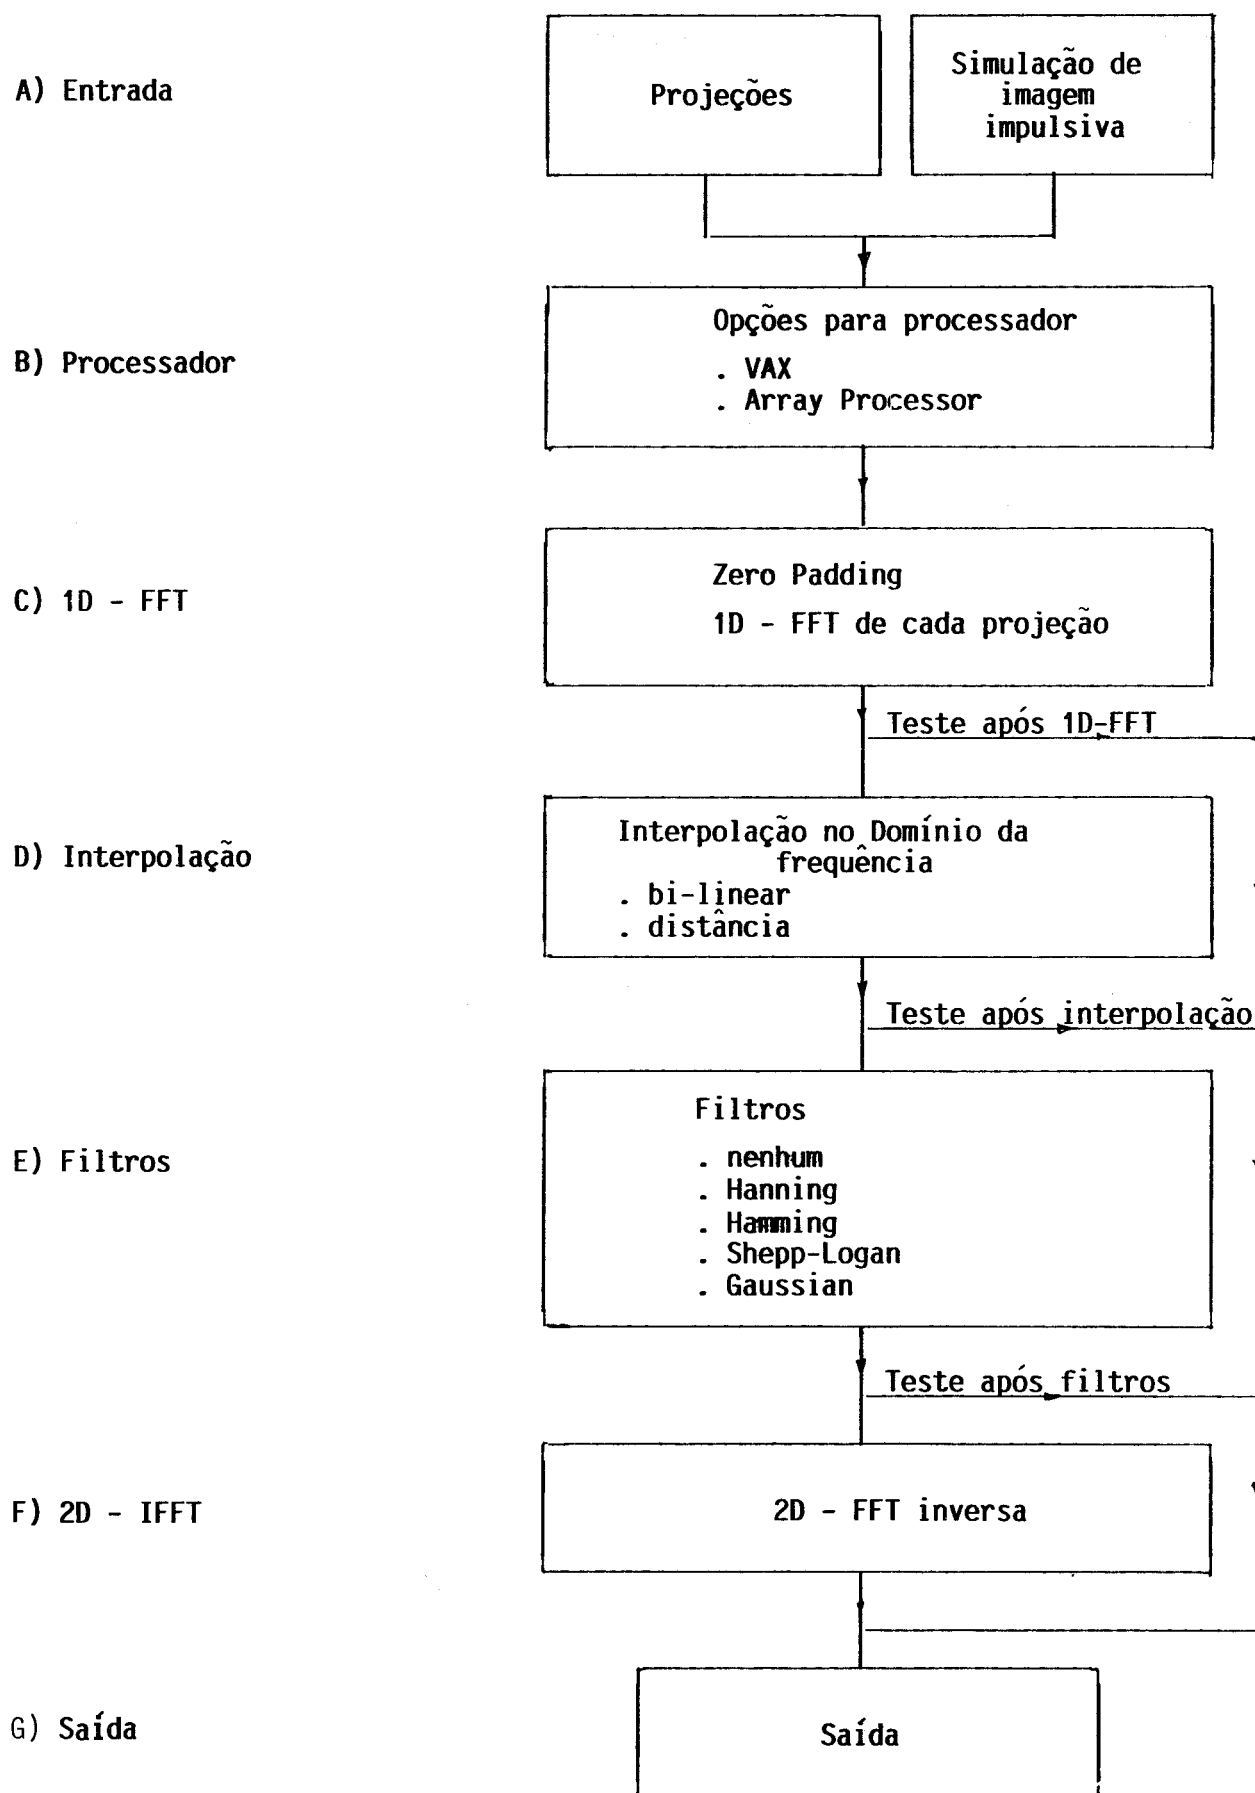 A) Entrada
Projeções
Simulação de
imagem
impulsiva
B) Processador
Opções para processador
. VAX
. Array Processor
C) 1D - FFT
Zero Padding
1D - FFT de cada projeção
Teste após 1D-FFT
D) Interpolação
Interpolação no Domínio da
frequência
. bi-linear
. distância
Teste após interpolação
E) Filtros
Filtros
. nenhum
. Hanning
. Hamming
. Shepp-Logan
. Gaussian
Teste após filtros
F) 2D - IFFT
2D - FFT inversa
G) Saída
Saída